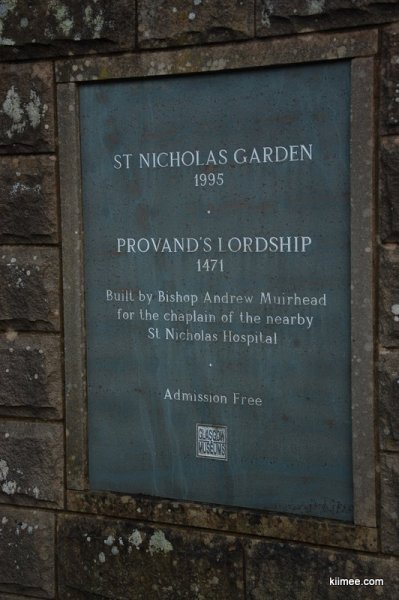 ST NICHOLAS GARDEN
1995
PROVAND'S LORDSHIP
1471
Built by Bishop Andrew Muirhead
for the chaplain of the nearby
St Nicholas Hospital
Admission Free
GLASGOW
MUSEUMS
kiimee.com